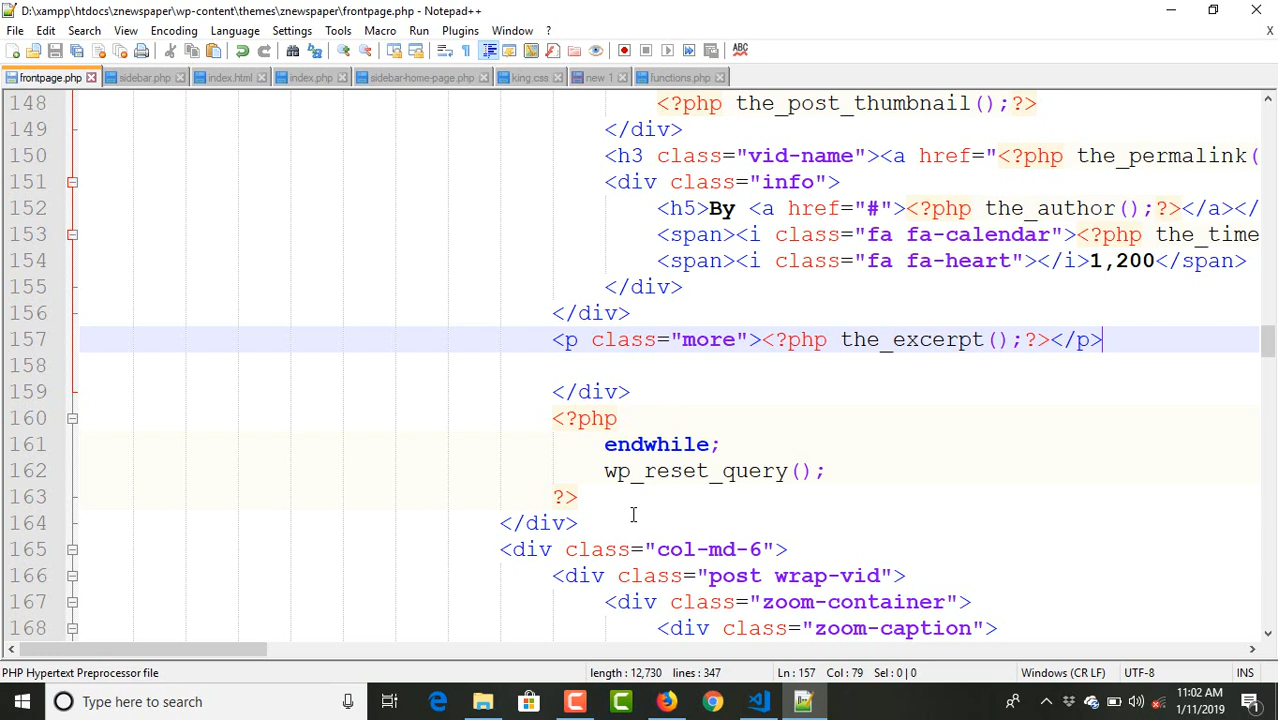 D:\xampp\htdocs\znewspaper\wp-content\themes\znewspaper\frontpage.php - Notepad++
File Edit Search View Encoding Language Settings Tools Macro Run Plugins Window ?
X
frontpage.php sidebar.php index.html index.php sidebar-home-page.php king.css new 1 functions.php
148 <?php the_post_thumbnail();?>
149 </div>
150 <h3 class="vid-name"><a href="<?php the_permalink(
151 <div class="info">
152 <h5>By <a href="#"><?php the_author();?></a></
153 <span><i class="fa fa-calendar"><?php the_time
154 <span><i class="fa fa-heart"></i>1,200</span>
155 </div>
156 </div>
157 <p class="more"><?php the_excerpt();?></p>
158
159 </div>
160 <?php
161 endwhile;
162 wp_reset_query();
163 ?>
164 </div>
165 <div class="col-md-6">
166 <div class="post wrap-vid">
167 <div class="zoom-container">
168 <div class="zoom-caption">
PHP Hypertext Preprocessor file length : 12,730 lines : 347 Ln : 157 Col : 79 Sel : 0 | 0 Windows (CR LF) UTF-8 INS
Type here to search
11:02 AM
1/11/2019